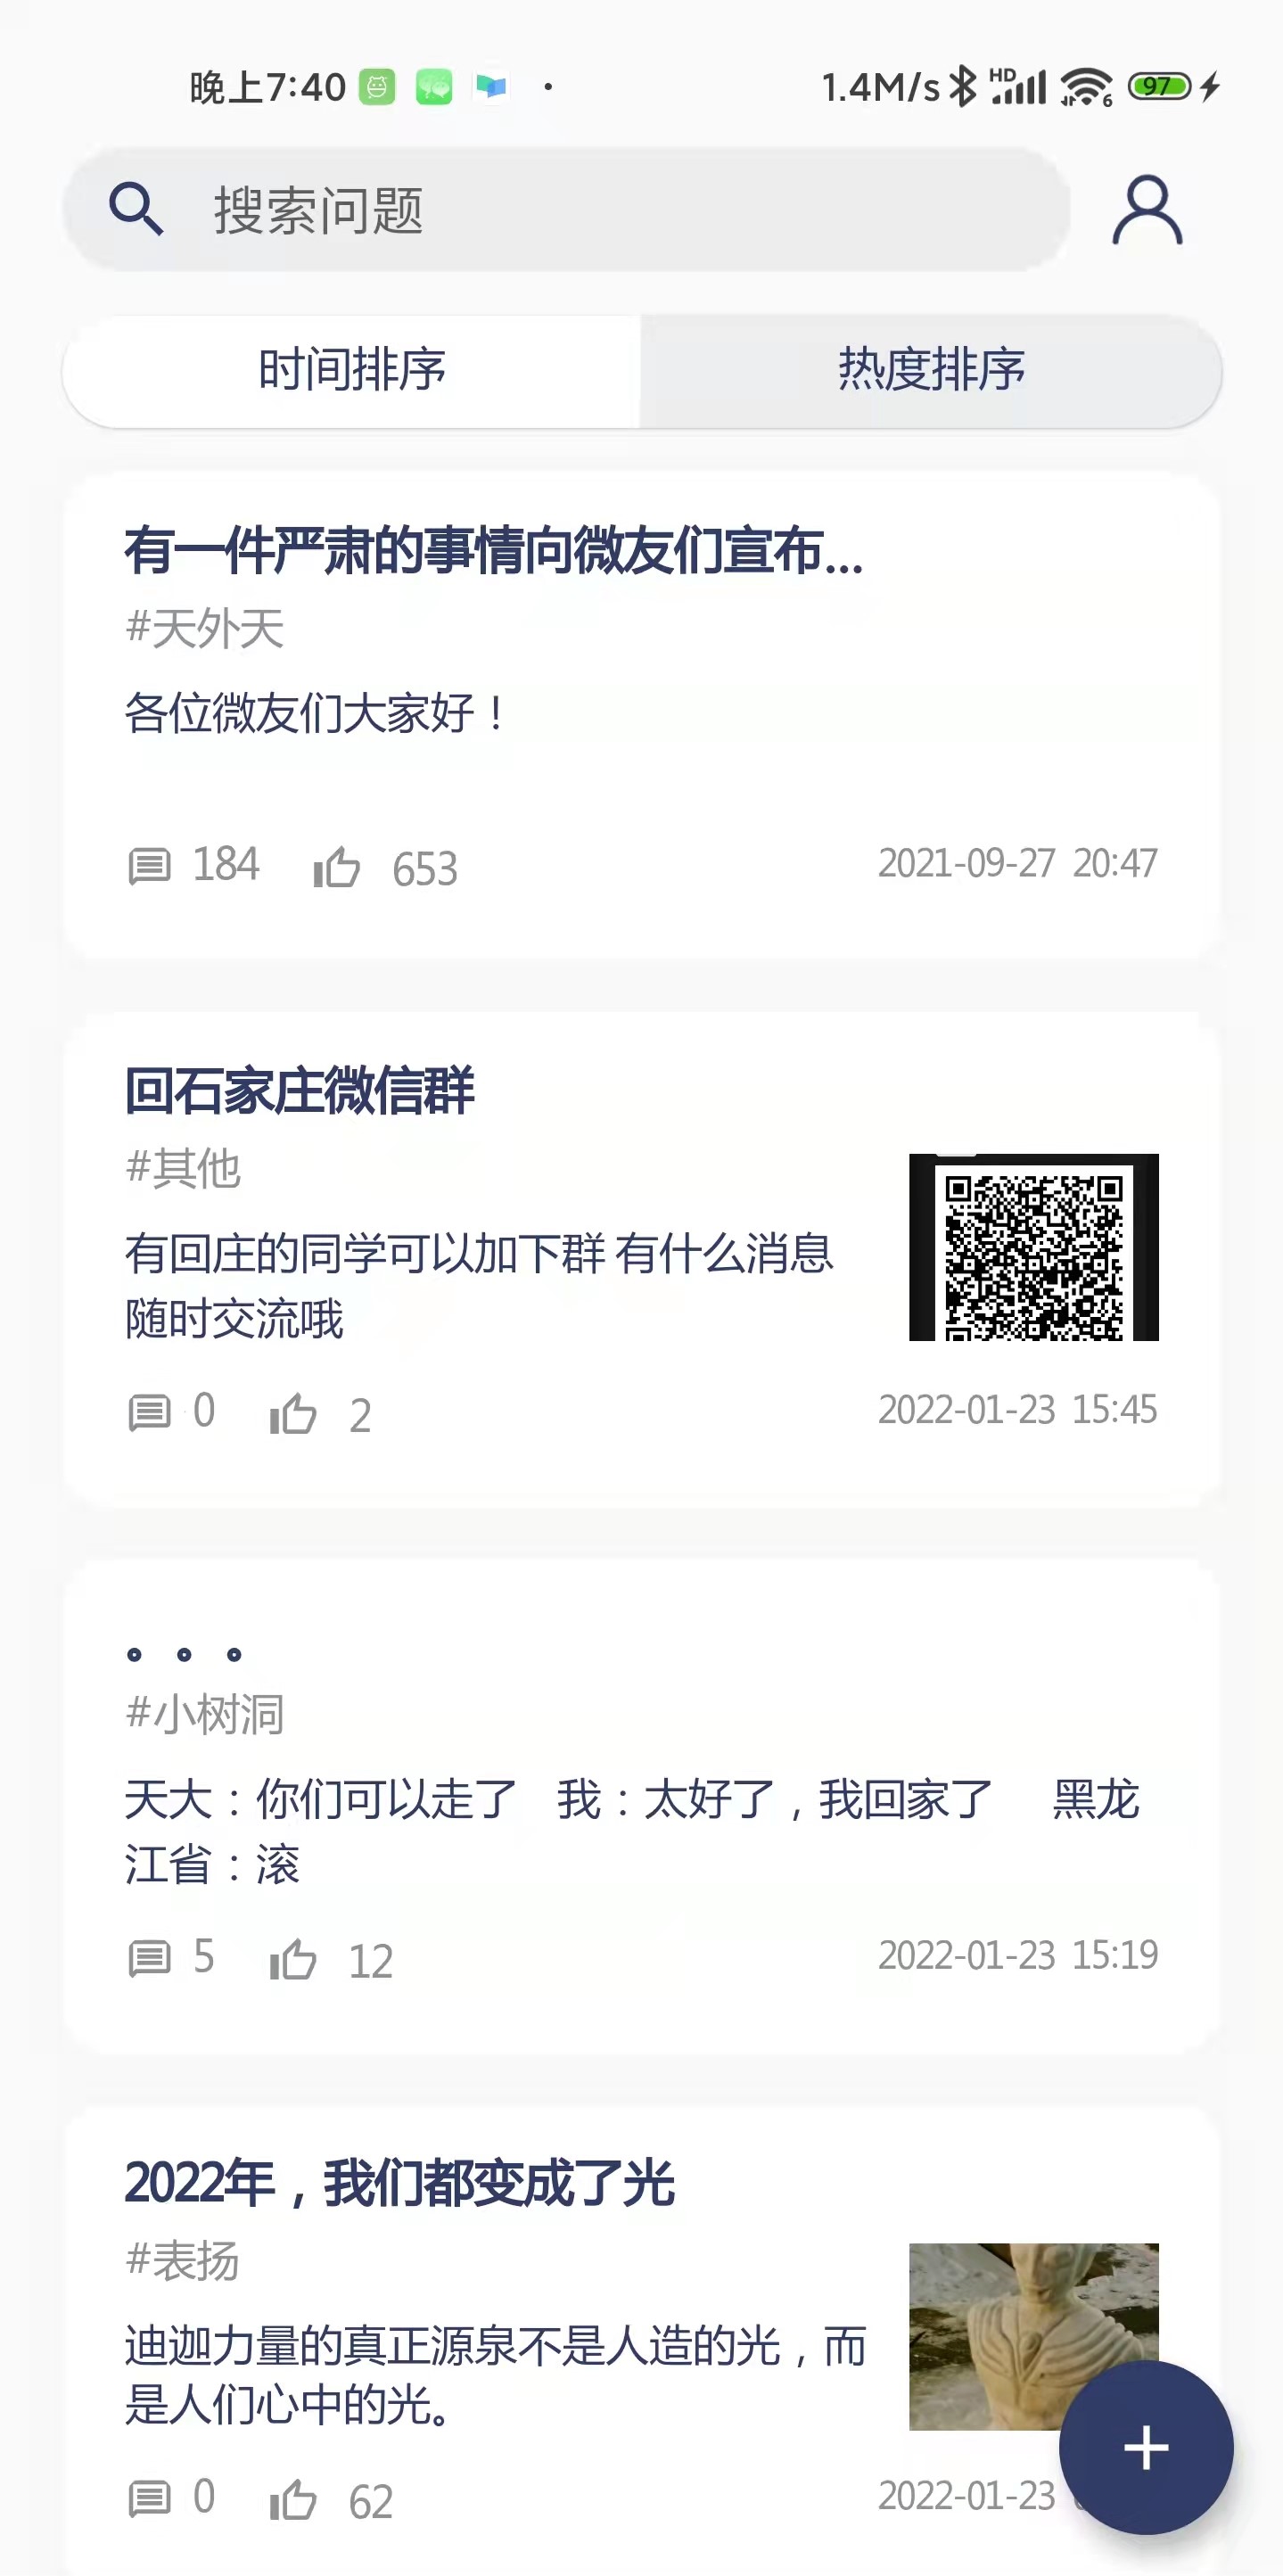 晚上7:40
1.4M/s HD 6 97
搜索问题
时间排序 热度排序
有一件严肃的事情向微友们宣布...
#天外天
各位微友们大家好！
184 653 2021-09-27 20:47
回石家庄微信群
#其他
有回庄的同学可以加下群 有什么消息
随时交流哦
0 2 2022-01-23 15:45
。。。
#小树洞
天大：你们可以走了 我：太好了，我回家了 黑龙
江省：滚
5 12 2022-01-23 15:19
2022年，我们都变成了光
#表扬
迪迦力量的真正源泉不是人造的光，而
是人们心中的光。
0 62 2022-01-23